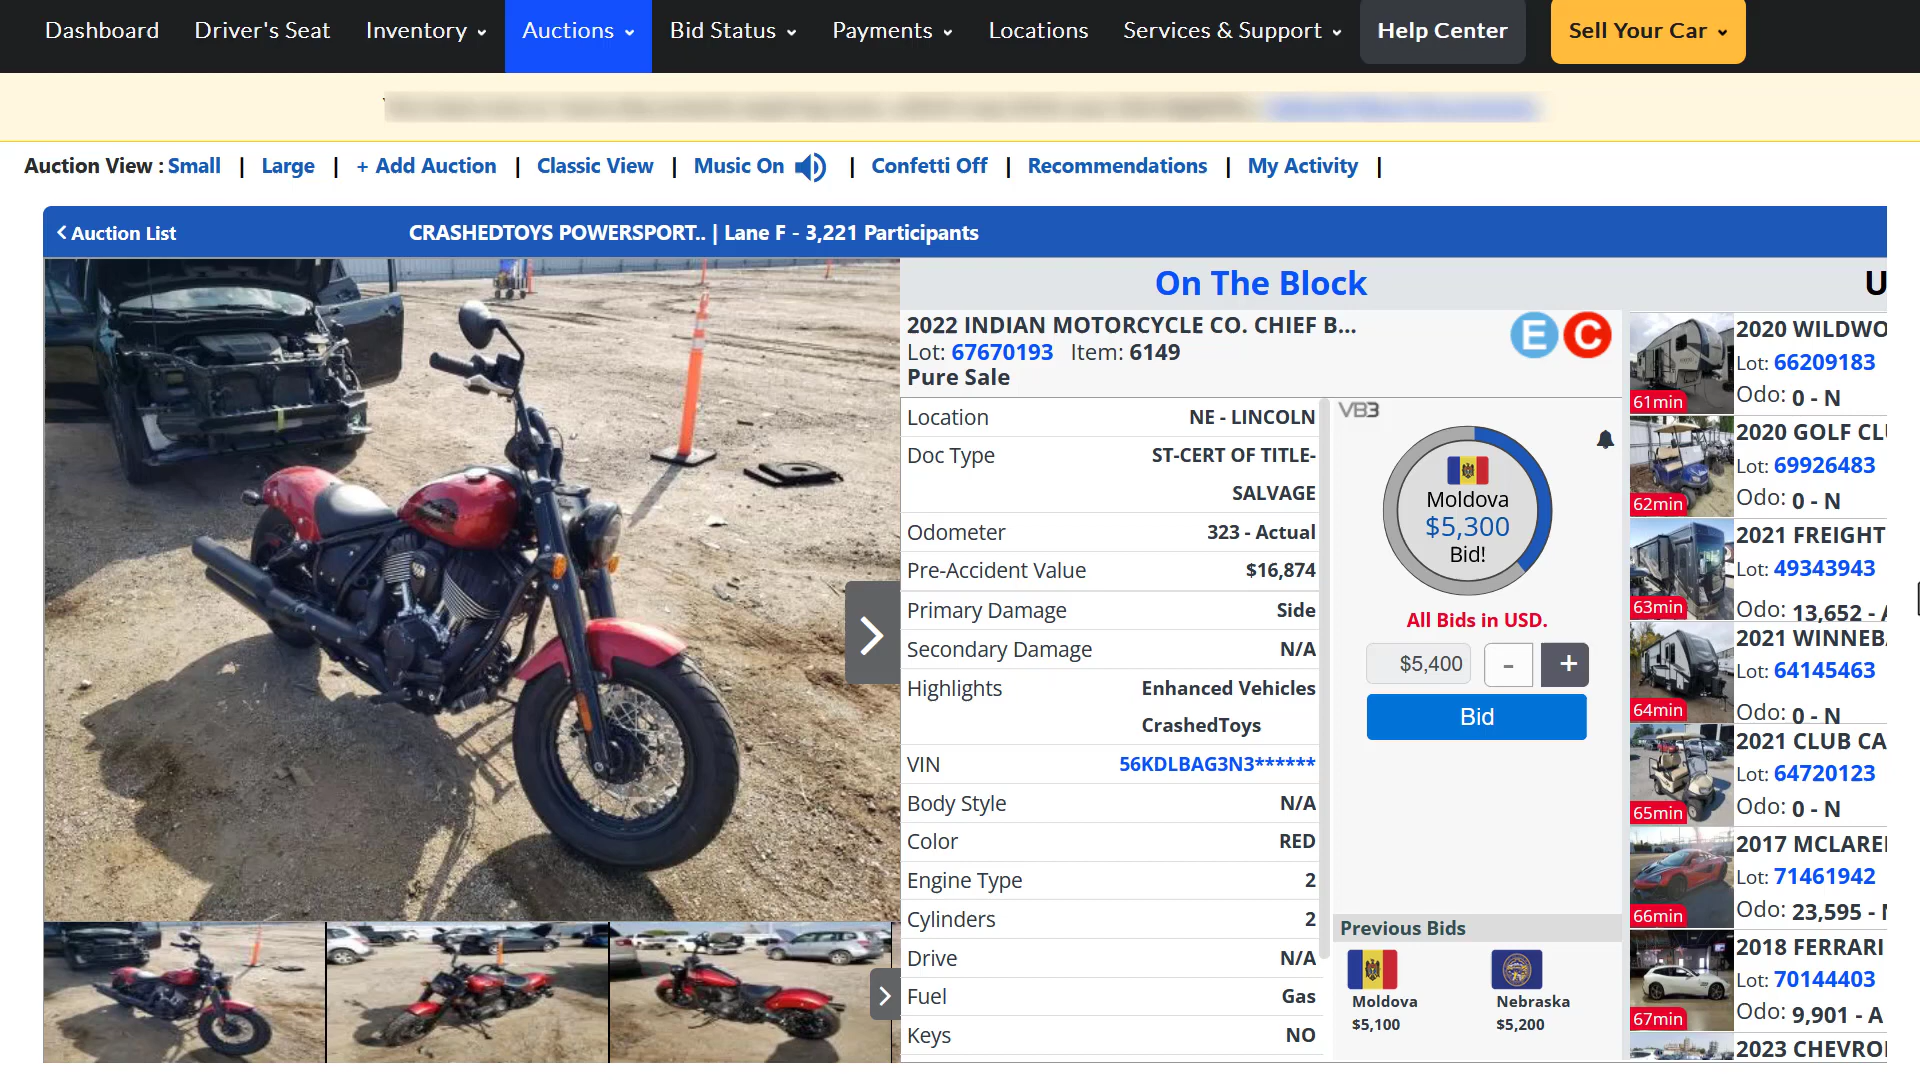 Dashboard Driver's Seat Inventory Auctions Bid Status Payments Locations Services & Support Help Center Sell Your Car
Auction View : Small | Large | + Add Auction | Classic View | Music On | Confetti Off | Recommendations | My Activity |
Auction List
CRASHEDTOYS POWERSPORT.. | Lane F - 3,221 Participants
On The Block
U
2022 INDIAN MOTORCYCLE CO. CHIEF B...
Lot: 67670193 Item: 6149
Pure Sale
E C
Location NE - LINCOLN
Doc Type ST-CERT OF TITLE-
SALVAGE
Odometer 323 - Actual
Pre-Accident Value $16,874
Primary Damage Side
Secondary Damage N/A
Highlights Enhanced Vehicles
CrashedToys
VIN 56KDLBAG3N3******
Body Style N/A
Color RED
Engine Type 2
Cylinders 2
Drive N/A
Fuel Gas
Keys NO
VB3
Moldova
$5,300
Bid!
All Bids in USD.
$5,400 - +
Bid
Previous Bids
Moldova
$5,100
Nebraska
$5,200
2020 WILDWO
Lot: 66209183
Odo: 0 - N
61min
2020 GOLF CLU
Lot: 69926483
Odo: 0 - N
62min
2021 FREIGHT
Lot: 49343943
Odo: 13,652 - A
63min
2021 WINNEBA
Lot: 64145463
Odo: 0 - N
64min
2021 CLUB CA
Lot: 64720123
Odo: 0 - N
65min
2017 MCLAREN
Lot: 71461942
Odo: 23,595 - N
66min
2018 FERRARI
Lot: 70144403
Odo: 9,901 - A
67min
2023 CHEVROL